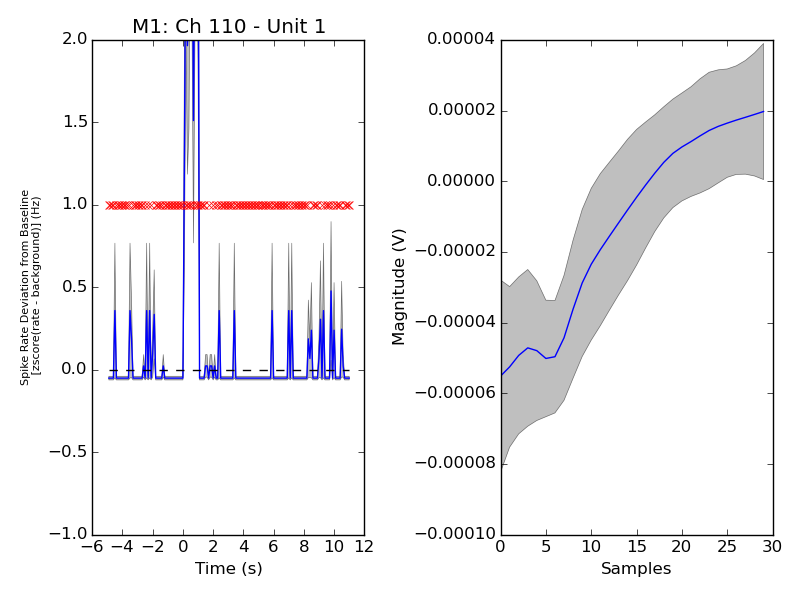 M1: Ch 110 - Unit 1
Spike Rate Deviation from Baseline
[zscore(rate - background)] (Hz)
2.0
1.5
1.0
0.5
0.0
−0.5
−1.0
−6 −4 −2 0 2 4 6 8 10 12
Time (s)
Magnitude (V)
0.00004
0.00002
0.00000
−0.00002
−0.00004
−0.00006
−0.00008
−0.00010
0 5 10 15 20 25 30
Samples